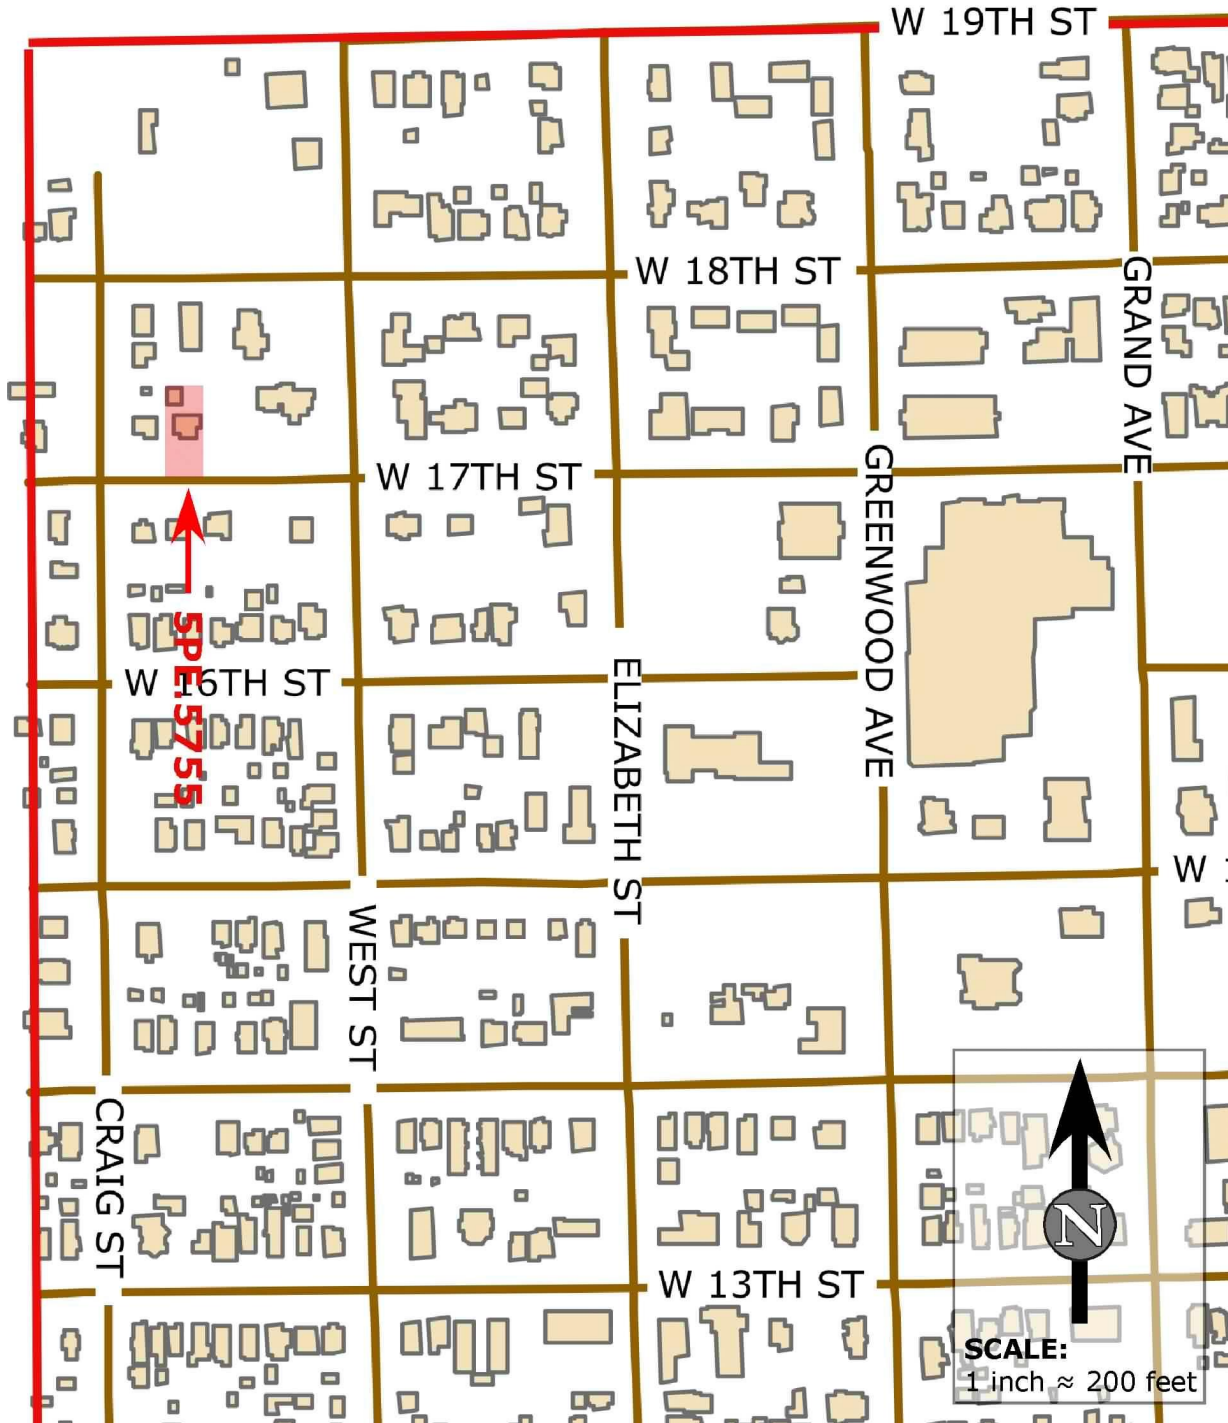 W 19TH ST
W 18TH ST
GRAND AVE
W 17TH ST
GREENWOOD AVE
5PE.5755
W 16TH ST
ELIZABETH ST
W
WEST ST
CRAIG ST
N
W 13TH ST
SCALE:
1 inch ≈ 200 feet